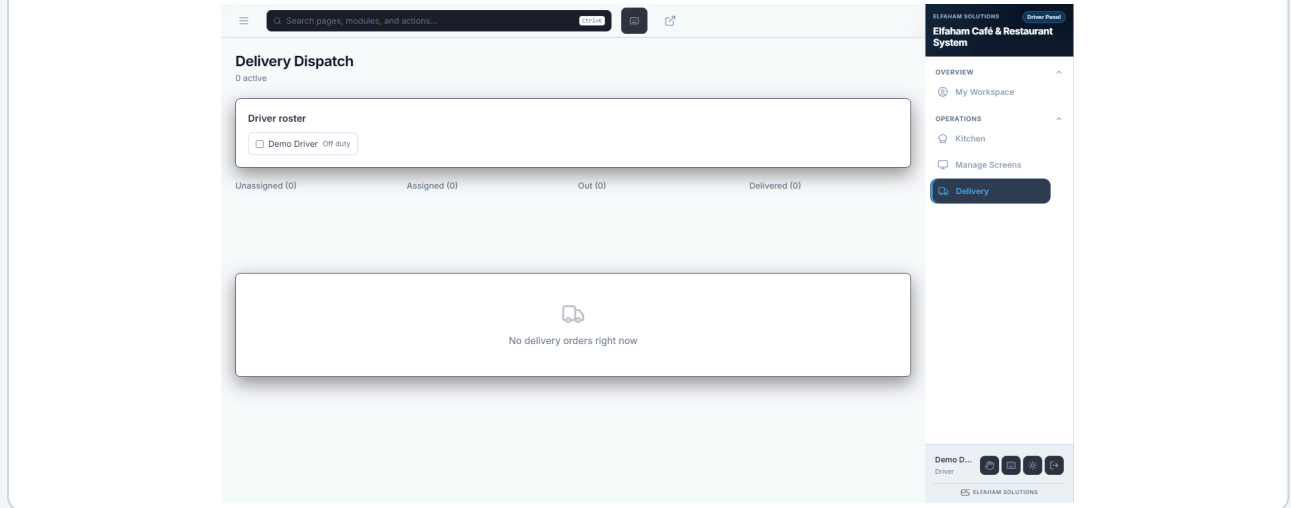 Search pages, modules, and actions...
Ctrl+K
Delivery Dispatch
0 active
Driver roster
Demo Driver Off duty
Unassigned (0) Assigned (0) Out (0) Delivered (0)
No delivery orders right now
ELFAHAM SOLUTIONS Driver Panel
Elfaham Café & Restaurant
System
OVERVIEW
My Workspace
OPERATIONS
Kitchen
Manage Screens
Delivery
Demo D...
Driver
ES ELFAHAM SOLUTIONS